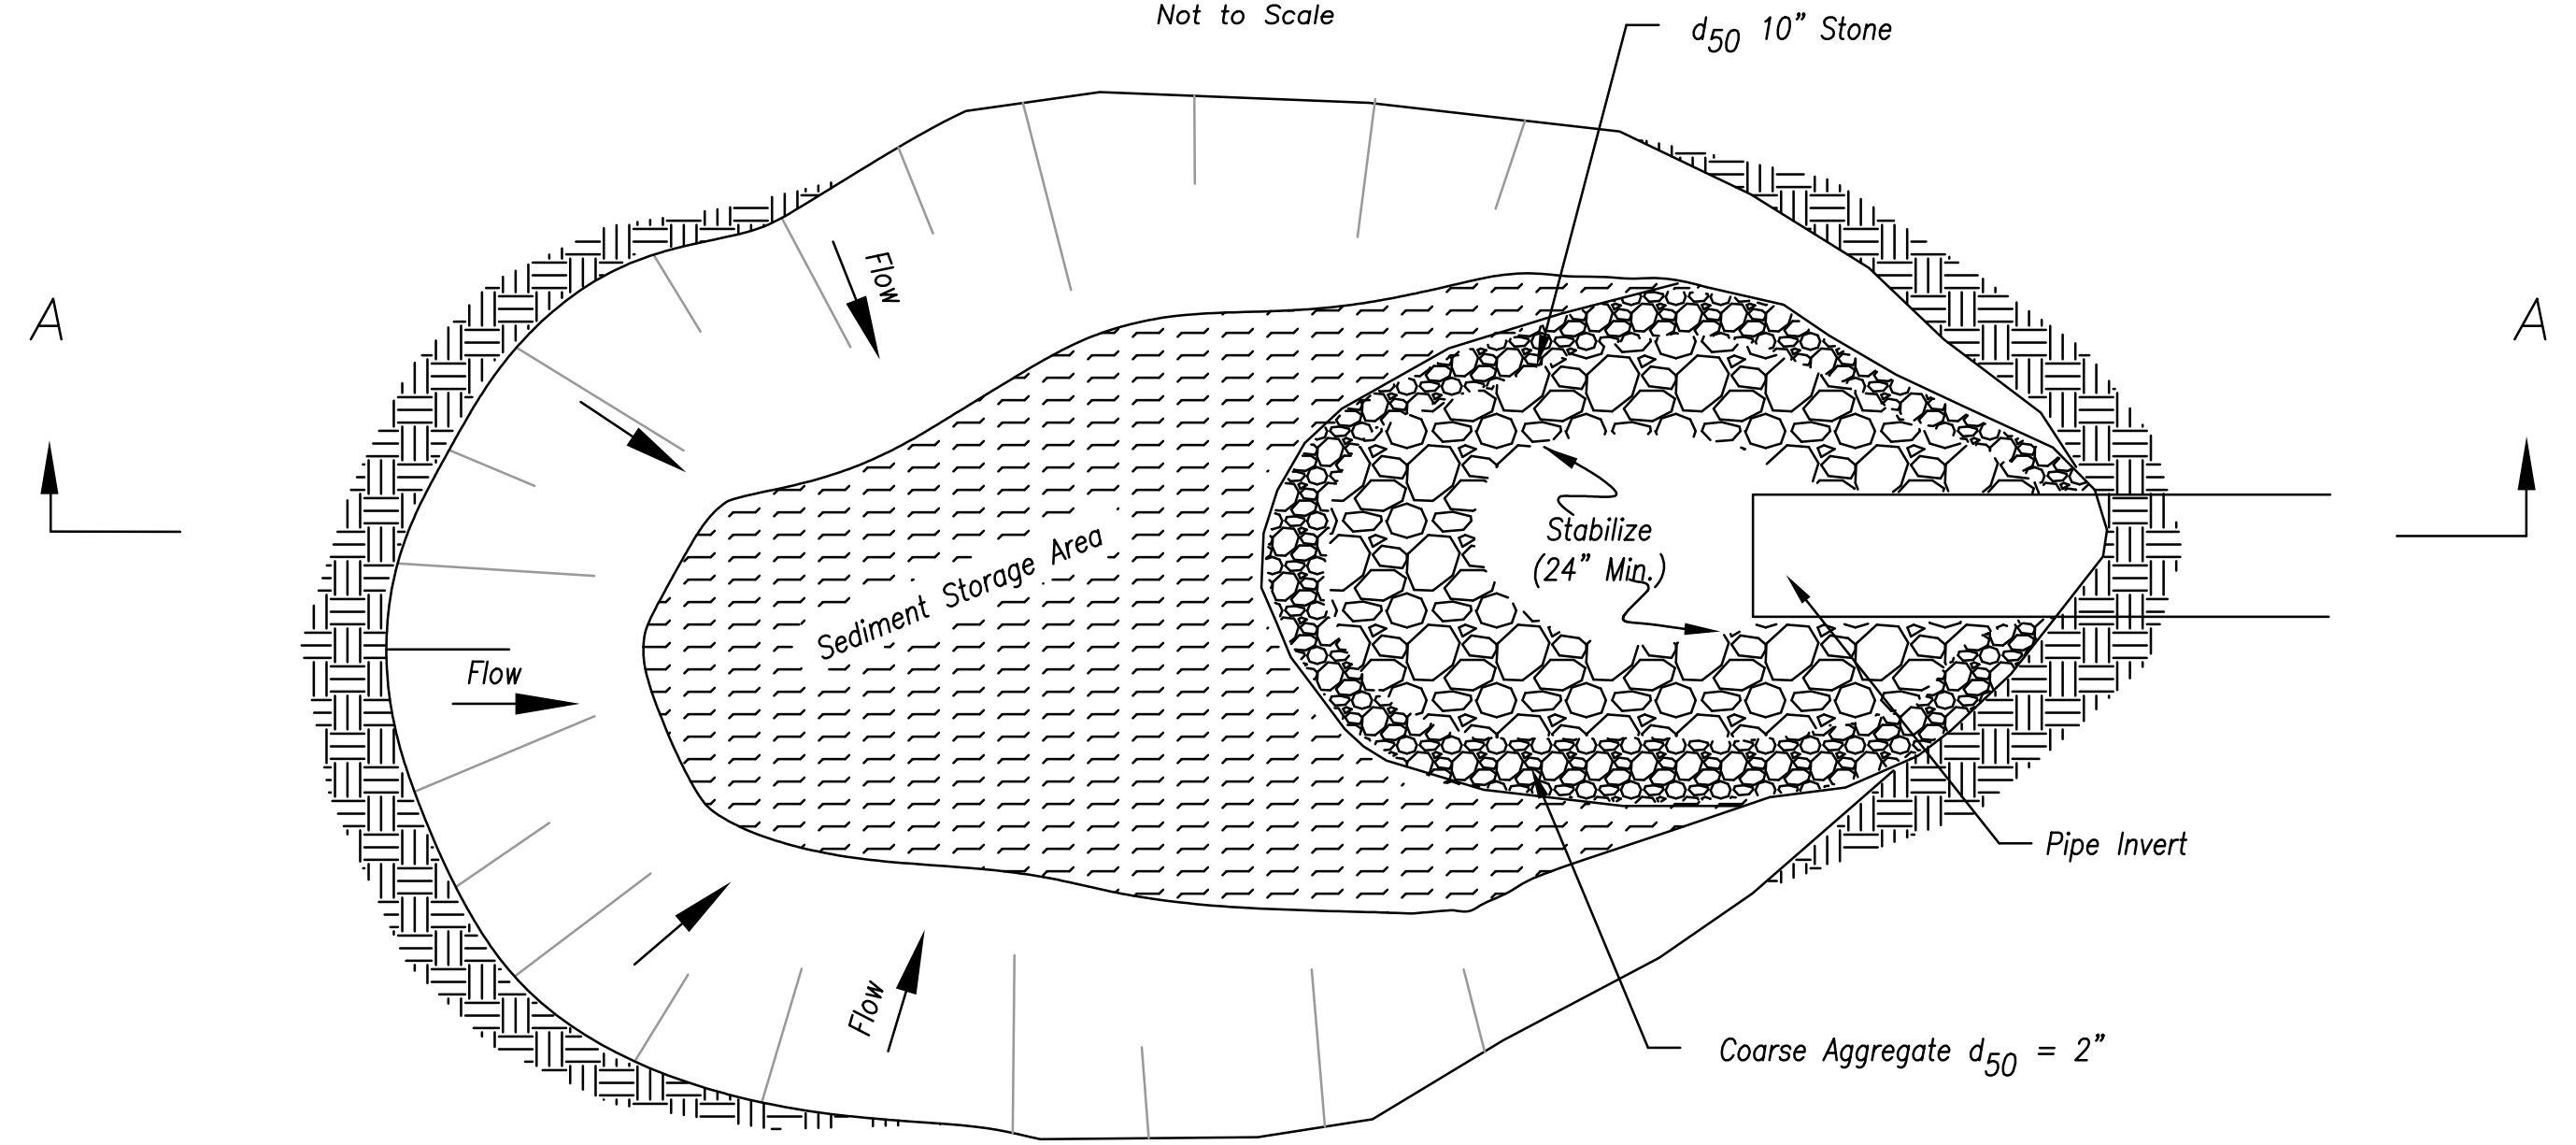 Not to Scale
d50 10” Stone
Flow
A
A
Stabilize
(24” Min.)
Sediment Storage Area
Flow
Pipe Invert
Flow
Coarse Aggregate d50 = 2”